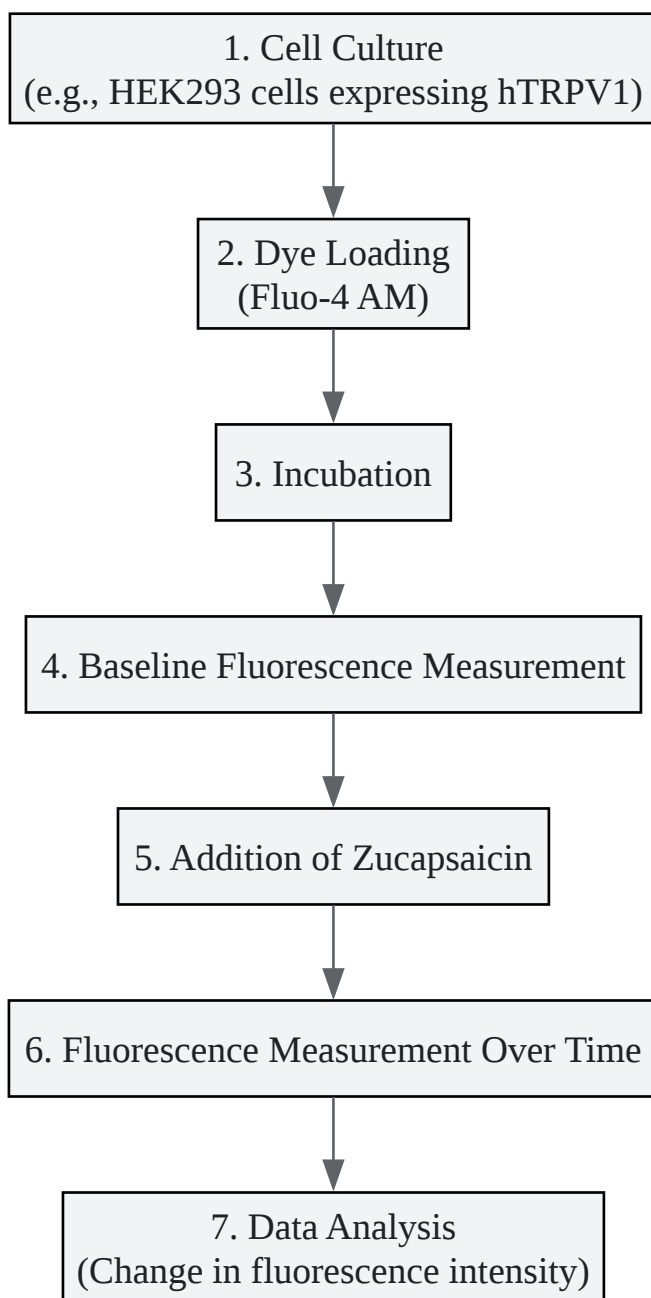 1. Cell Culture
(e.g., HEK293 cells expressing hTRPV1)
2. Dye Loading
(Fluo-4 AM)
3. Incubation
4. Baseline Fluorescence Measurement
5. Addition of Zucapsaicin
6. Fluorescence Measurement Over Time
7. Data Analysis
(Change in fluorescence intensity)